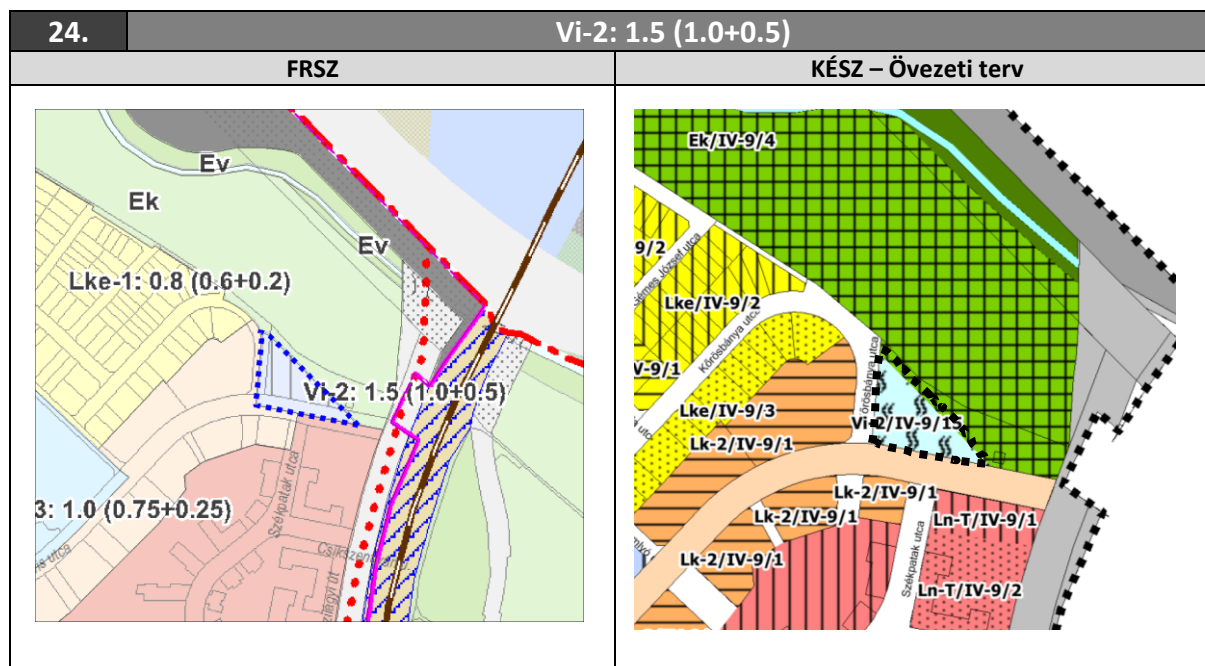 24.
Vi-2: 1.5 (1.0+0.5)
FRSZ
KÉSZ – Övezeti terv
Ev
Ek
Ev
Lke-1: 0.8 (0.6+0.2)
Vi-2: 1.5 (1.0+0.5)
3: 1.0 (0.75+0.25)
Székpatak utca
utca
Ek/IV-9/4
9/2
József utca
Lke/IV-9/2
Kőrösbánya utca
V-9/1
Lke/IV-9/3
Lk-2/IV-9/1
Vi-2/IV-9/15
Lk-2/IV-9/1
Lk-2/IV-9/1
Ln-T/IV-9/1
Lk-2/IV-9/1
Székpatak utca
Ln-T/IV-9/2